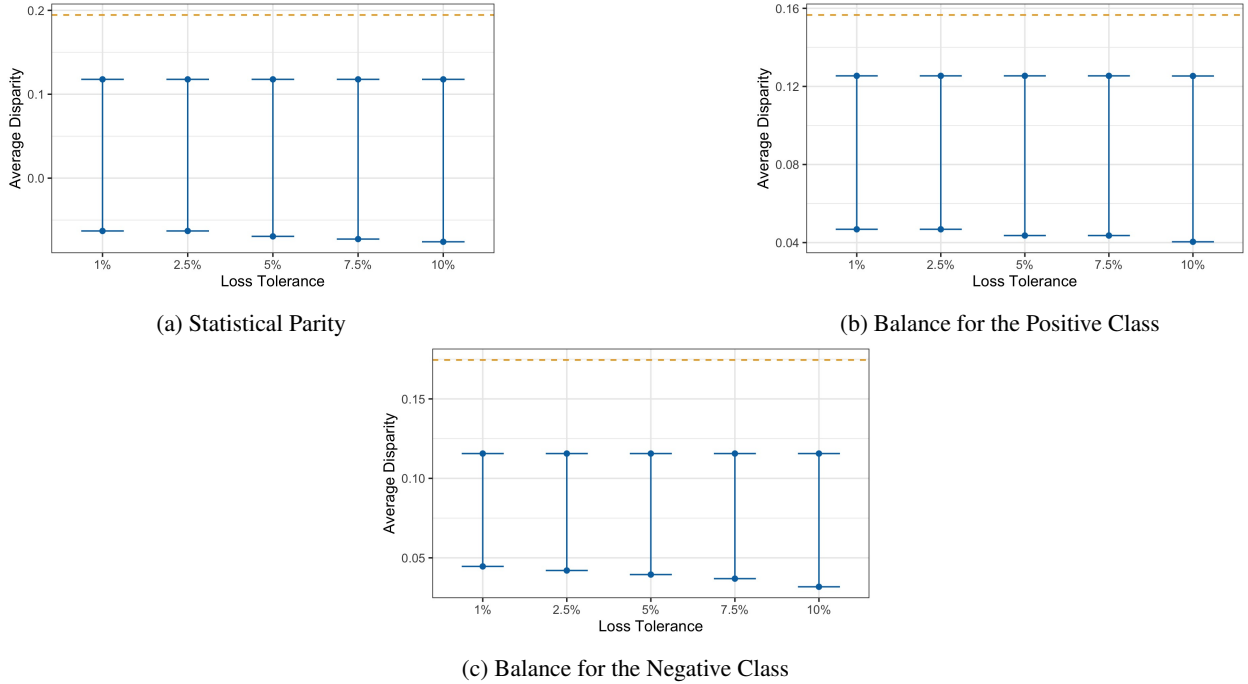 0.2
0.1
0.0
Average Disparity
1% 2.5% 5% 7.5% 10%
Loss Tolerance
(a) Statistical Parity
0.16
0.12
0.08
0.04
Average Disparity
1% 2.5% 5% 7.5% 10%
Loss Tolerance
(b) Balance for the Positive Class
0.15
0.10
0.05
Average Disparity
1% 2.5% 5% 7.5% 10%
Loss Tolerance
(c) Balance for the Negative Class